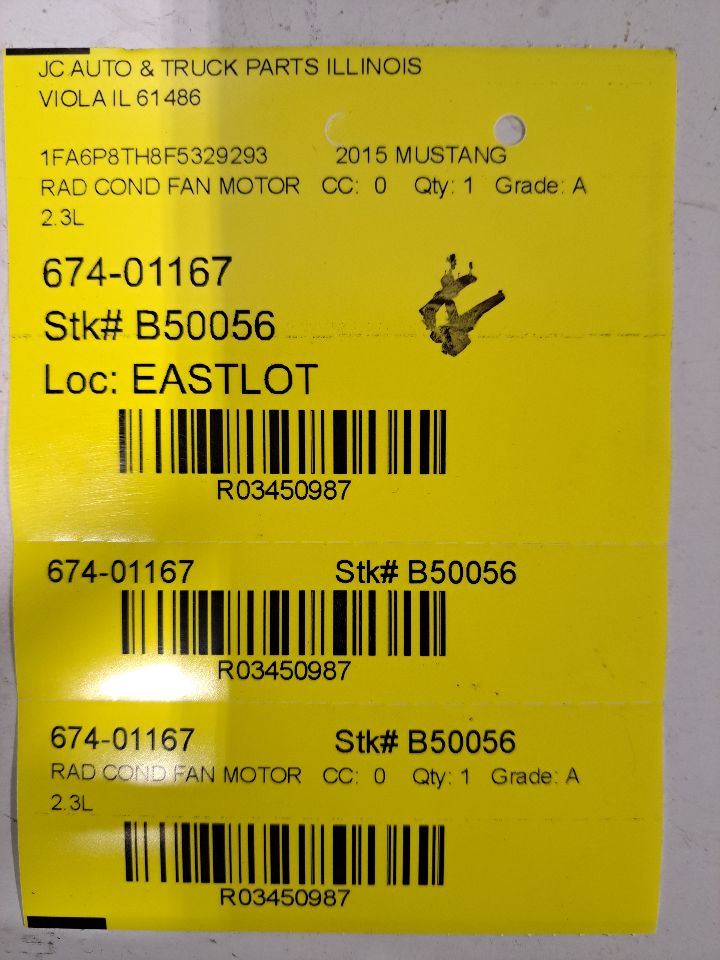 JC AUTO & TRUCK PARTS ILLINOIS
VIOLA IL 61486
1FA6P8TH8F5329293 2015 MUSTANG
RAD COND FAN MOTOR CC: 0 Qty: 1 Grade: A
2.3L
674-01167
Stk# B50056
Loc: EASTLOT
R03450987
674-01167 Stk# B50056
R03450987
674-01167 Stk# B50056
RAD COND FAN MOTOR CC: 0 Qty: 1 Grade: A
2.3L
R03450987